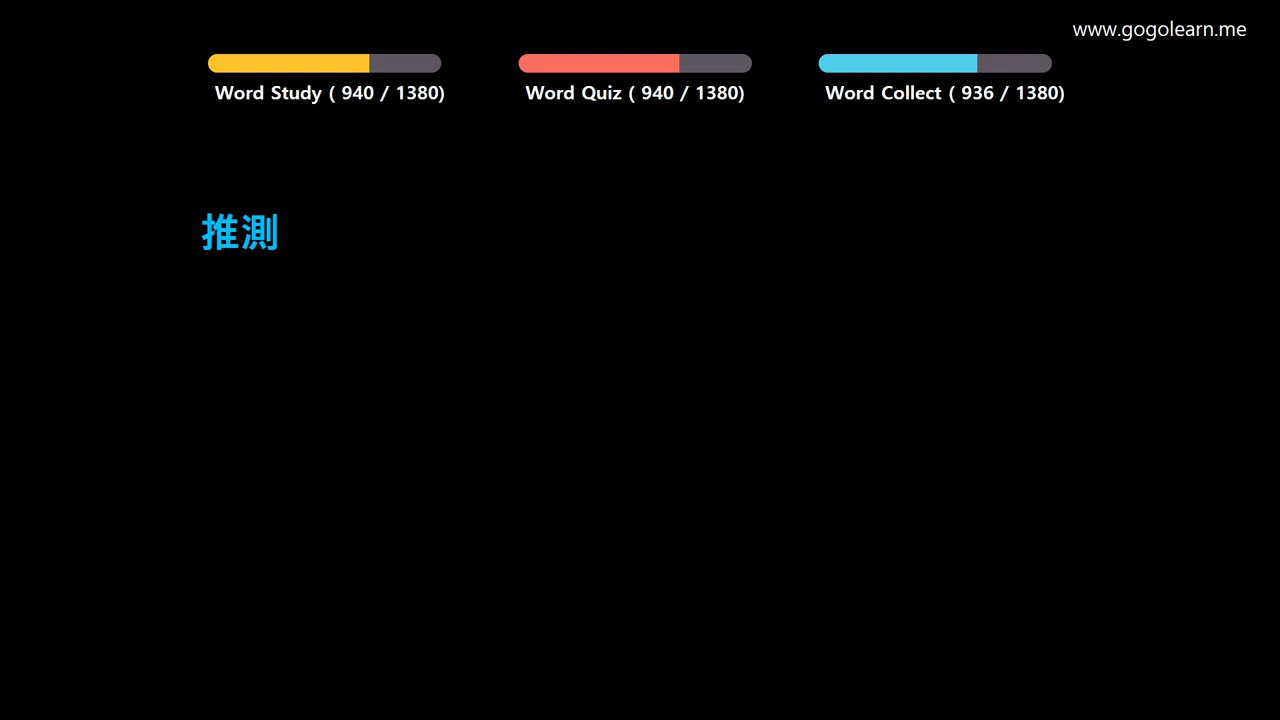 www.gogolearn.me
Word Study ( 940 / 1380)
Word Quiz ( 940 / 1380)
Word Collect ( 936 / 1380)
推測